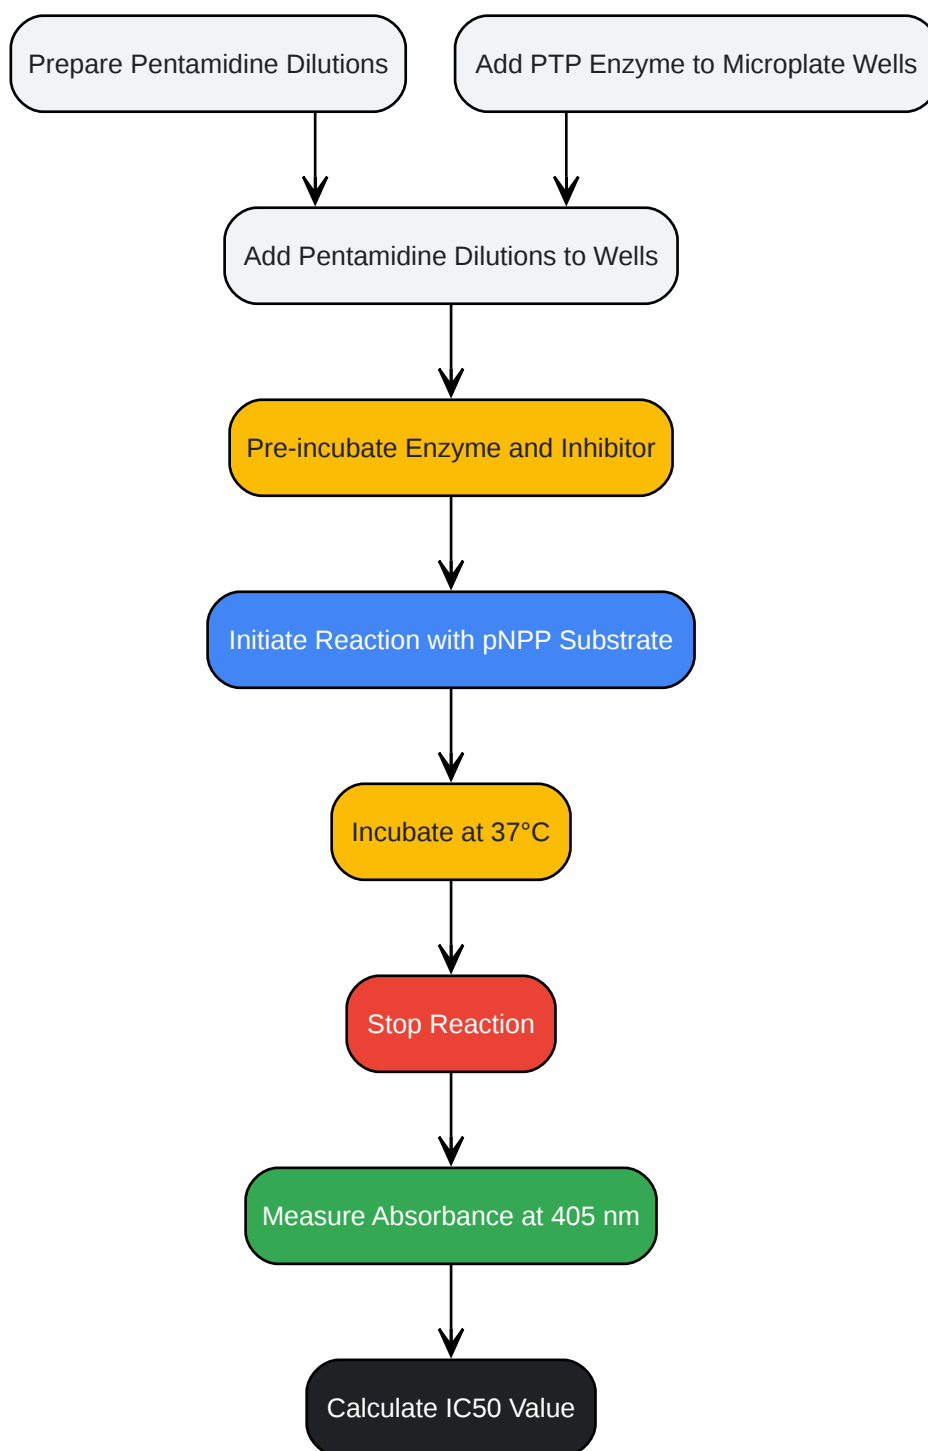 Prepare Pentamidine Dilutions
Add PTP Enzyme to Microplate Wells
Add Pentamidine Dilutions to Wells
Pre-incubate Enzyme and Inhibitor
Initiate Reaction with pNPP Substrate
Incubate at 37°C
Stop Reaction
Measure Absorbance at 405 nm
Calculate IC50 Value